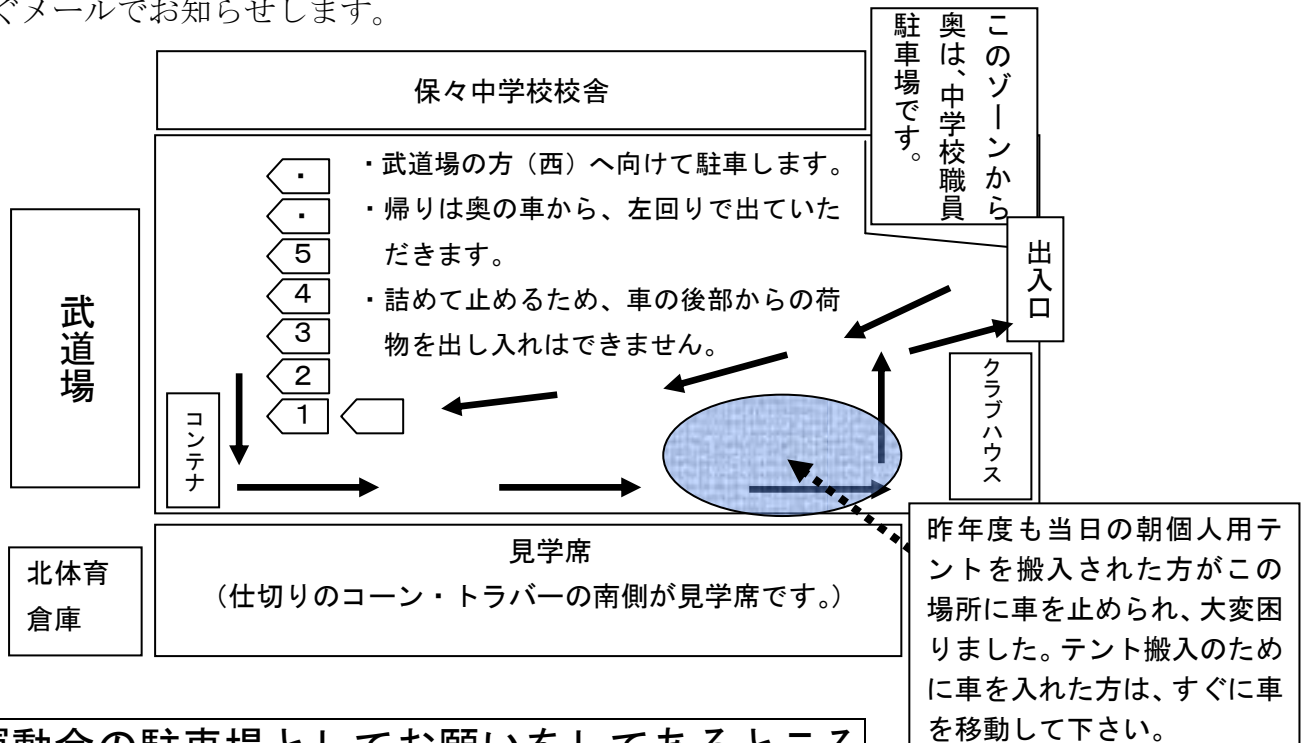 ぐメールでお知らせします。
保々中学校校舎
このゾーンから
奥は、中学校職員
駐車場です。
・武道場の方（西）へ向けて駐車します。
・帰りは奥の車から、左回りで出ていた
だきます。
・詰めて止めるため、車の後部からの荷
物を出し入れはできません。
・
・
5
4
3
2
1
出入口
武道場
コンテナ
クラブハウス
北体育
倉庫
見学席
（仕切りのコーン・トラバーの南側が見学席です。）
昨年度も当日の朝個人用テ
ントを搬入された方がこの
場所に車を止められ、大変困
りました。テント搬入のため
に車を入れた方は、すぐに車
を移動して下さい。
運動会の駐車場としてお願いをしてあるところ